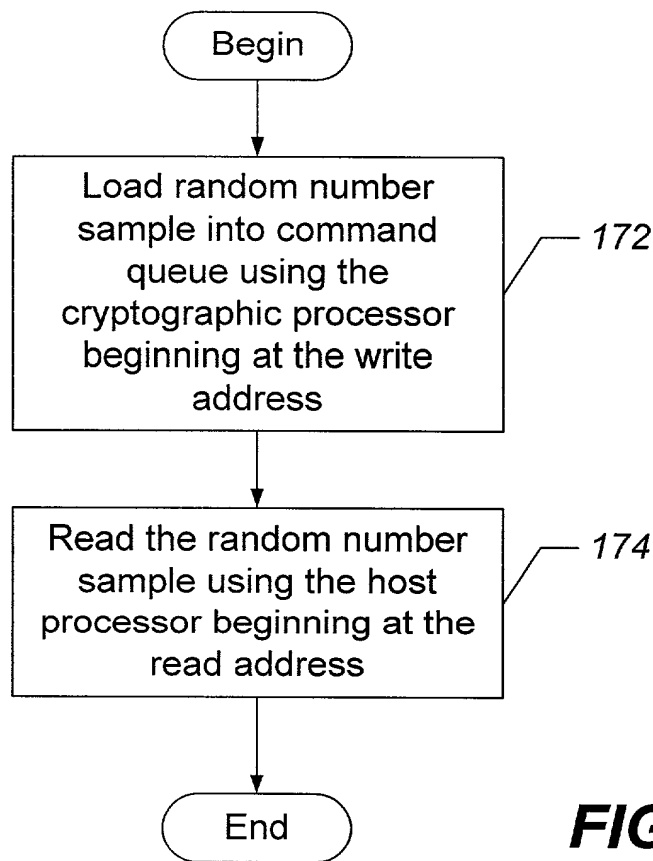 Begin
Load random number
sample into command
queue using the
cryptographic processor
beginning at the write
address
172
Read the random number
sample using the host
processor beginning at the
read address
174
End
FIG